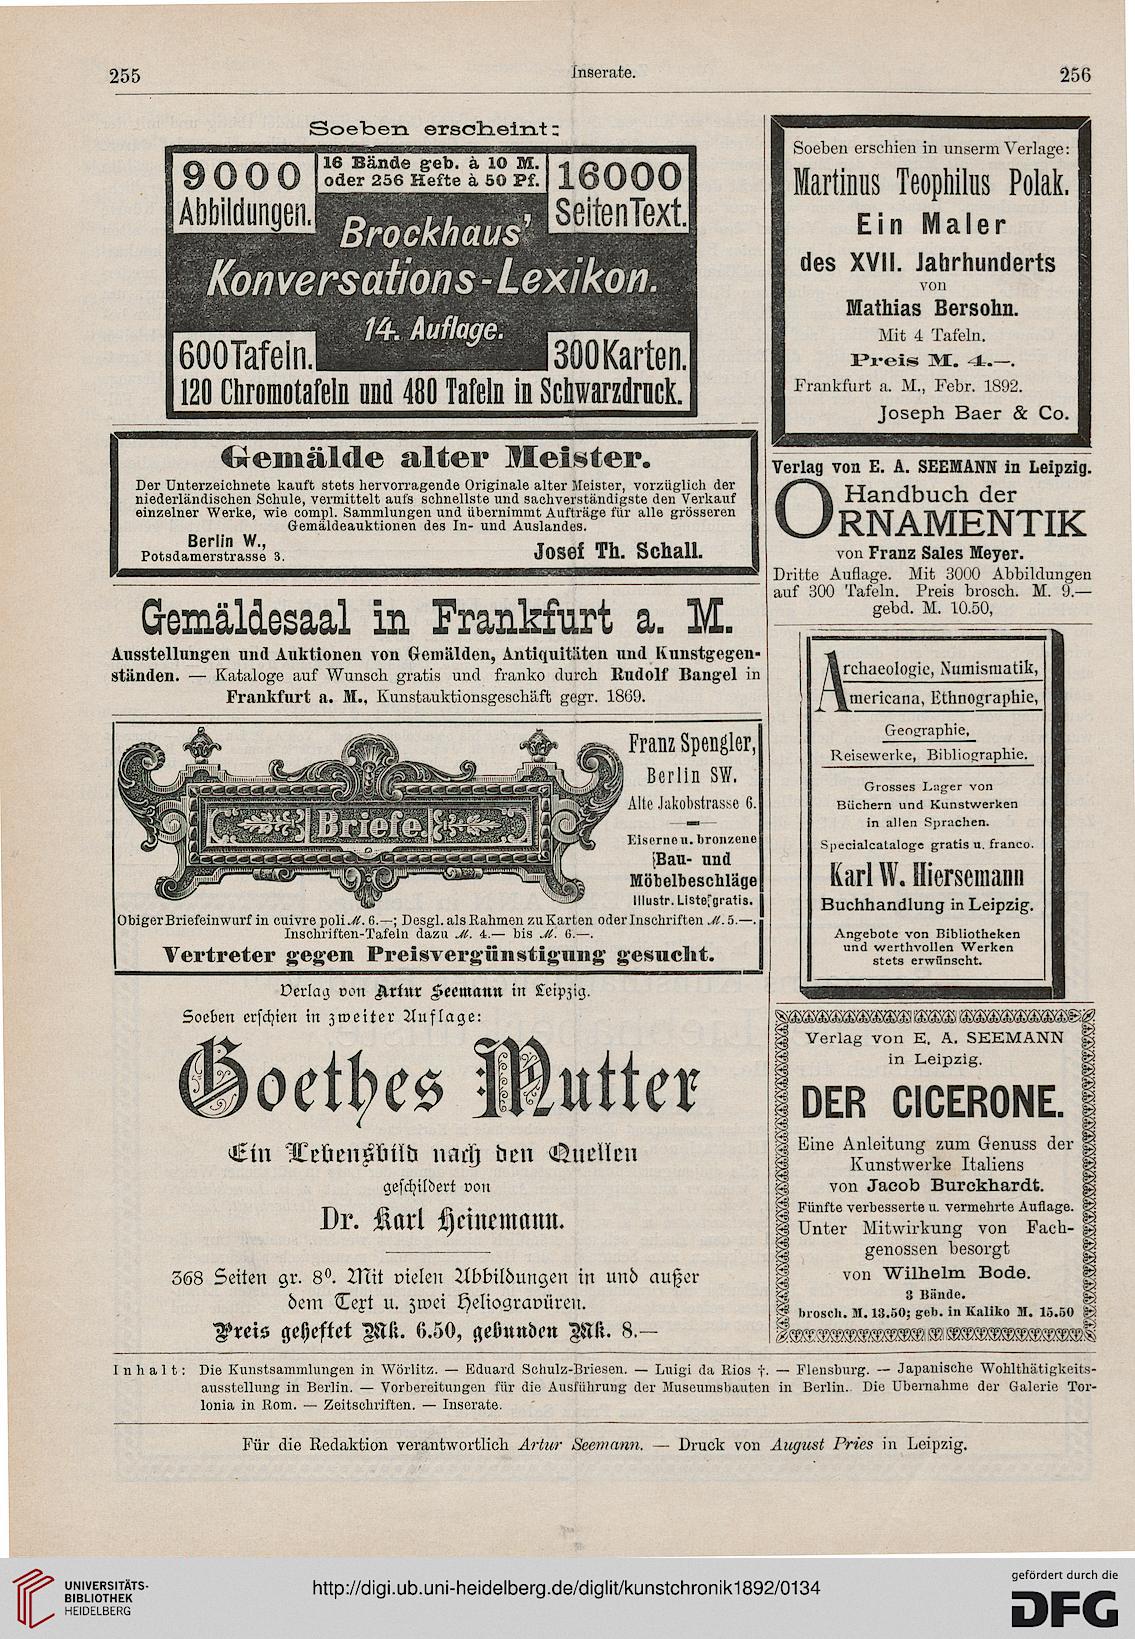 255
Inserate.
256
Soeben erscheint:
9000
Abbildungen.
16 Bände geb. à 10 M.
oder 256 Hefte à 50 Pf.
16000
Seiten Text.
Brockhaus'
Konversations-Lexikon.
14. Auflage.
600 Tafeln.
300 Karten.
120 Chromotafeln und 480 Tafeln in Schwarzdruck.
Gemälde alter Meister.
Der Unterzeichnete kauft stets hervorragende Originale alter Meister, vorzüglich der
niederländischen Schule, vermittelt aufs schnellste und sachverständigste den Verkauf
einzelner Werke, wie compl. Sammlungen und übernimmt Aufträge für alle grösseren
Gemäldeauktionen des In- und Auslandes.
Berlin W.,
Potsdamerstrasse 3.
Josef Th. Schall.
Gemäldesaal in Frankfurt a. M.
Ausstellungen und Auktionen von Gemälden, Antiquitäten und Kunstgegen-
ständen. — Kataloge auf Wunsch gratis und franko durch Rudolf Bangel in
Frankfurt a. M., Kunstauktionsgeschäft gegr. 1869.
Briefe
Franz Spengler,
Berlin SW.
Alte Jakobstrasse 6.
Eiserne u. bronzene
Bau- und
Möbelbeschläge
Illustr. Liste gratis.
Obiger Briefeinwurf in cuivre poli ℳ. 6.—; Desgl. als Rahmen zu Karten oder Inschriften ℳ. 5.—.
Inschriften-Tafeln dazu ℳ. 4.— bis ℳ. 6.—.
Vertreter gegen Preisvergünstigung gesucht.
Verlag von Artur Seemann in Leipzig.
Soeben erschien in zweiter Auflage:
Goethes Mutter
Ein Lebensbild nach den Quellen
geschildert von
Dr. Karl Heinemann.
368 Seiten gr. 8⁰. Mit vielen Abbildungen in und außer
dem Text u. zwei Heliogravüren.
Preis geheftet Mk. 6.50, gebunden Mk. 8.—
Soeben erschien in unserm Verlage:
Martinus Teophilus Polak.
Ein Maler
des XVII. Jahrhunderts
von
Mathias Bersohn.
Mit 4 Tafeln.
Preis M. 4.—.
Frankfurt a. M., Febr. 1892.
Joseph Baer & Co.
Verlag von E. A. SEEMANN in Leipzig.
Handbuch der
ORNAMENTIK
von Franz Sales Meyer.
Dritte Auflage. Mit 3000 Abbildungen
auf 300 Tafeln. Preis brosch. M. 9.—
gebd. M. 10.50,
Archaeologie, Numismatik,
Americana, Ethnographie,
Geographie,
Reisewerke, Bibliographie.
Grosses Lager von
Büchern und Kunstwerken
in allen Sprachen.
Specialcataloge gratis u. franco.
Karl W. Hiersemann
Buchhandlung in Leipzig.
Angebote von Bibliotheken
und werthvollen Werken
stets erwünscht.
Verlag von E. A. SEEMANN
in Leipzig.
DER CICERONE.
Eine Anleitung zum Genuss der
Kunstwerke Italiens
von Jacob Burckhardt.
Fünfte verbesserte u. vermehrte Auflage.
Unter Mitwirkung von Fach-
genossen besorgt
von Wilhelm Bode.
3 Bände.
brosch. M. 13.50; geb. in Kaliko M. 15.50
Inhalt: Die Kunstsammlungen in Wörlitz. — Eduard Schulz-Briesen. — Luigi da Rios †. — Flensburg. — Japanische Wohlthätigkeits-
ausstellung in Berlin. — Vorbereitungen für die Ausführung der Museumsbauten in Berlin. Die Übernahme der Galerie Tor-
lonia in Rom. — Zeitschriften. — Inserate.
Für die Redaktion verantwortlich Artur Seemann. — Druck von August Pries in Leipzig.
UNIVERSITÄTS-
BIBLIOTHEK
HEIDELBERG
http://digi.ub.uni-heidelberg.de/diglit/kunstchronik1892/0134
gefördert durch die
DFG